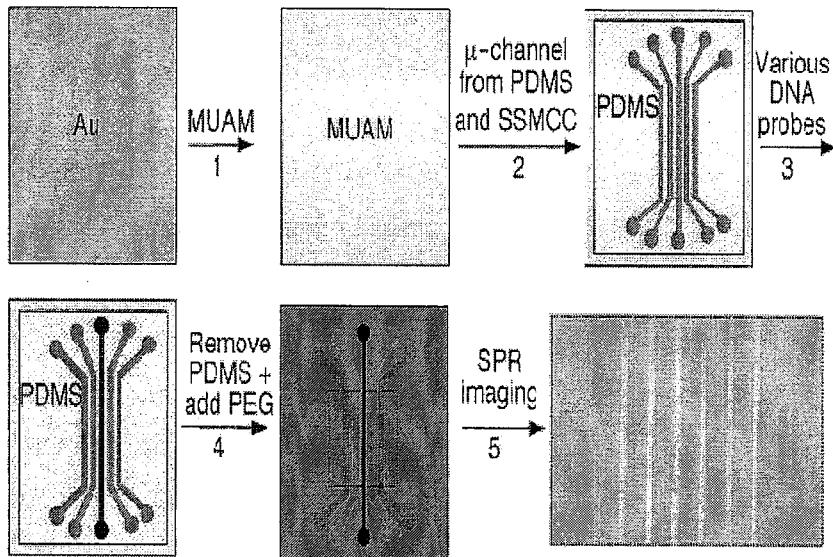 Au
MUAM
1
MUAM
μ-channel
from PDMS
and SSMCC
2
PDMS
Various
DNA
probes
3
PDMS
Remove
PDMS +
add PEG
4
SPR
imaging
5